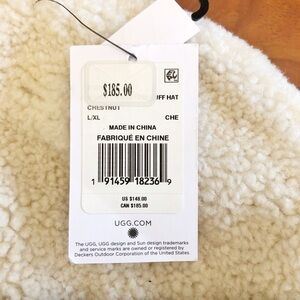 $185.00
UFF HAT
CHESTNUT
L/XL CHE
MADE IN CHINA
FABRIQUÉ EN CHINE
1 91459 18236 9
US $148.00
CAN $185.00
UGG.COM
The UGG, UGG design and Sun design trademarks
and service marks are owned or registered by
Deckers Outdoor Corporation of the United States